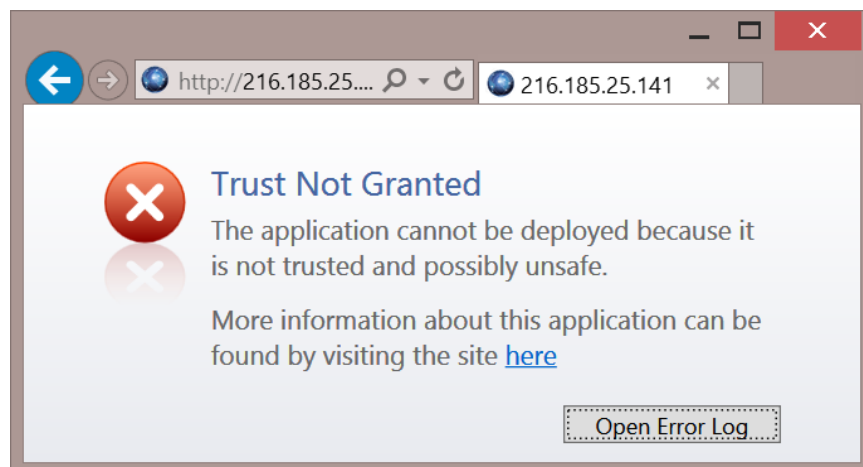 http://216.185.25....
216.185.25.141
Trust Not Granted
The application cannot be deployed because it
is not trusted and possibly unsafe.
More information about this application can be
found by visiting the site here
Open Error Log